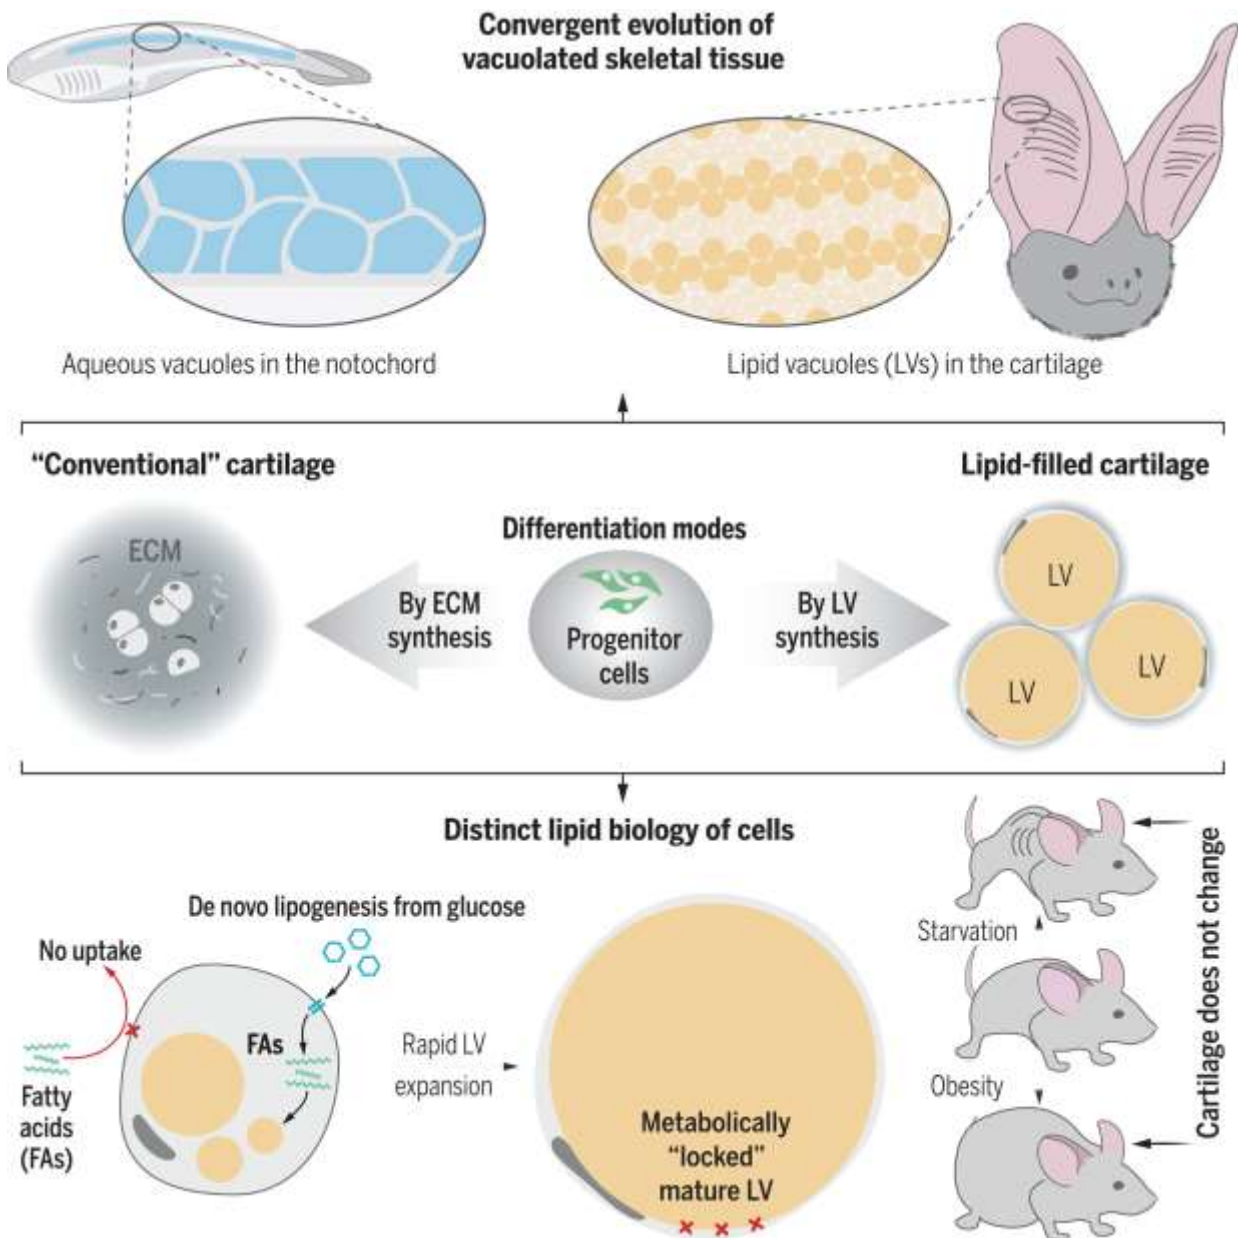 Convergent evolution of
vacuolated skeletal tissue
Aqueous vacuoles in the notochord
Lipid vacuoles (LVs) in the cartilage
“Conventional” cartilage
Lipid-filled cartilage
Differentiation modes
ECM
By ECM
synthesis
Progenitor
cells
By LV
synthesis
LV
LV
LV
Distinct lipid biology of cells
De novo lipogenesis from glucose
No uptake
FAs
Fatty
acids
(FAs)
Rapid LV
expansion
Metabolically
“locked”
mature LV
Starvation
Obesity
Cartilage does not change